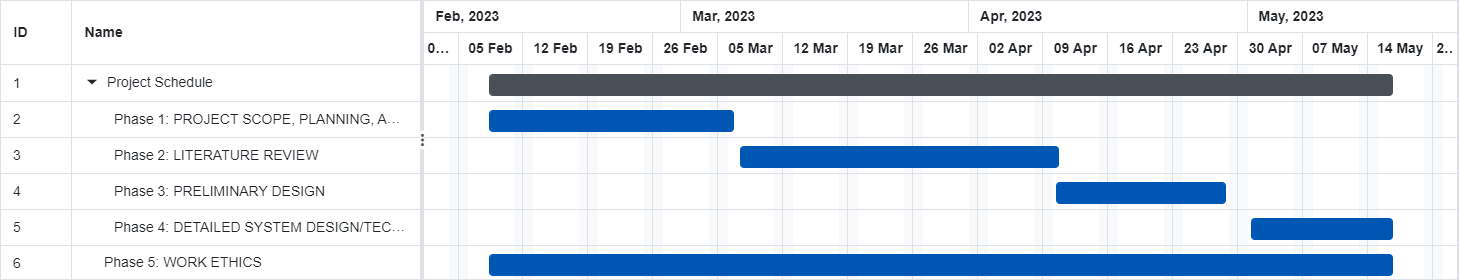 ID Name Feb, 2023 Mar, 2023 Apr, 2023 May, 2023
0... 05 Feb 12 Feb 19 Feb 26 Feb 05 Mar 12 Mar 19 Mar 26 Mar 02 Apr 09 Apr 16 Apr 23 Apr 30 Apr 07 May 14 May 2...
1 Project Schedule
2 Phase 1: PROJECT SCOPE, PLANNING, A...
3 Phase 2: LITERATURE REVIEW
4 Phase 3: PRELIMINARY DESIGN
5 Phase 4: DETAILED SYSTEM DESIGN/TEC...
6 Phase 5: WORK ETHICS